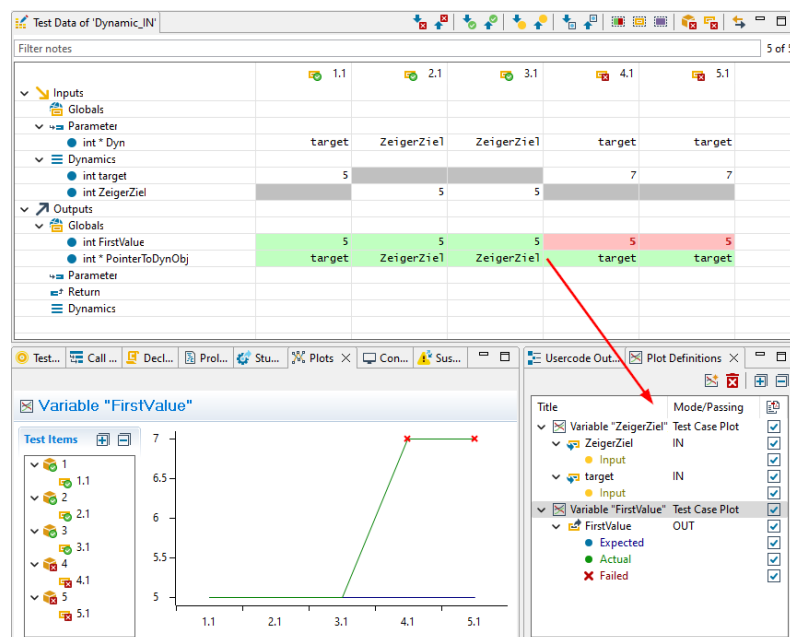 Test Data of 'Dynamic_IN'
Filter notes
5 of 5
1.1 2.1 3.1 4.1 5.1
Inputs
Globals
Parameter
int * Dyn target ZeigerZiel ZeigerZiel target target
Dynamics
int target 5 7 7
int ZeigerZiel 5 5
Outputs
Globals
int FirstValue 5 5 5 5 5
int * PointerToDynObj target ZeigerZiel ZeigerZiel target target
Parameter
Return
Dynamics
Test... Call ... Decl... Prol... Stu... Plots Con... Sus...
Variable "FirstValue"
Test Items
1
1.1
2
2.1
3
3.1
4
4.1
5
5.1
7
6.5
6
5.5
5
1.1 2.1 3.1 4.1 5.1
Usercode Out... Plot Definitions
Title Mode/Passing
Variable "ZeigerZiel" Test Case Plot
ZeigerZiel IN
Input
target IN
Input
Variable "FirstValue" Test Case Plot
FirstValue OUT
Expected
Actual
Failed